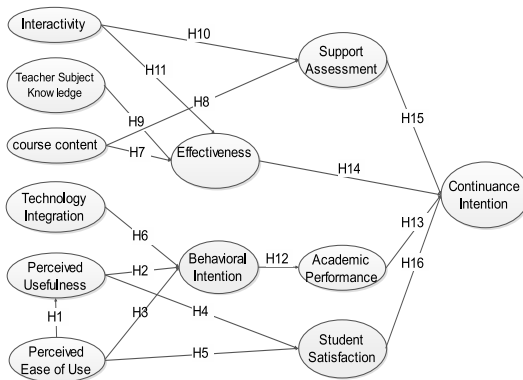 Interactivity
H10
Support
Assessment
H11
Teacher Subject
Knowledge
H9
H8
H15
course content
H7
Effectiveness
H14
Continuance
Intention
Technology
Integration
H6
H13
Perceived
Usefulness
H2
Behavioral
Intention
H12
Academic
Performance
H16
H1
H3
H4
Perceived
Ease of Use
H5
Student
Satisfaction